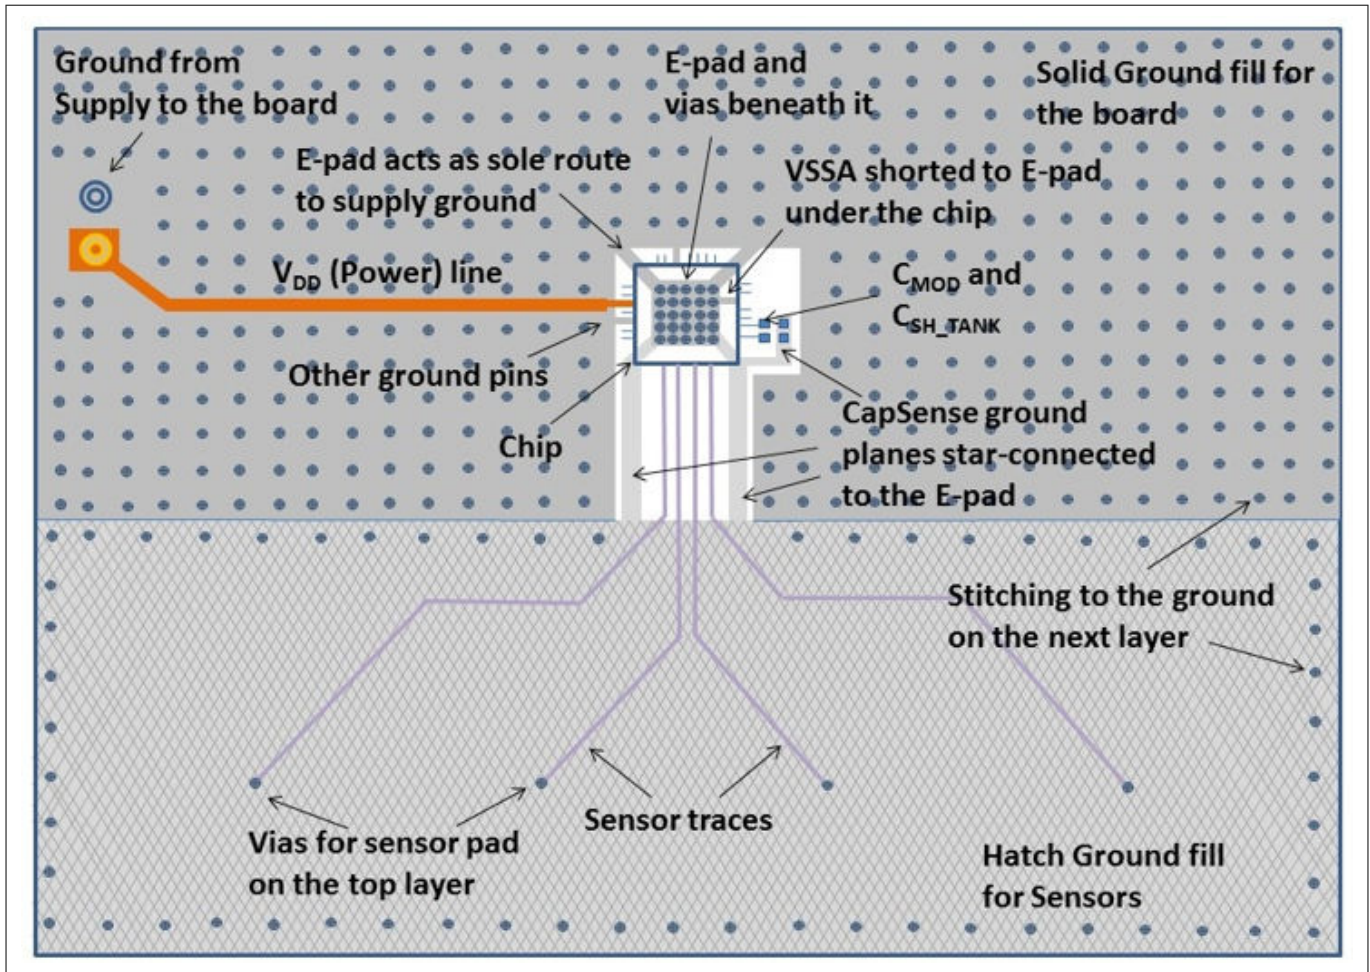 Ground from
Supply to the board
E-pad and
vias beneath it
Solid Ground fill for
the board
E-pad acts as sole route
to supply ground
VSSA shorted to E-pad
under the chip
VDD (Power) line
CMOD and
CSH_TANK
Other ground pins
Chip
CapSense ground
planes star-connected
to the E-pad
Stitching to the ground
on the next layer
Sensor traces
Vias for sensor pad
on the top layer
Hatch Ground fill
for Sensors